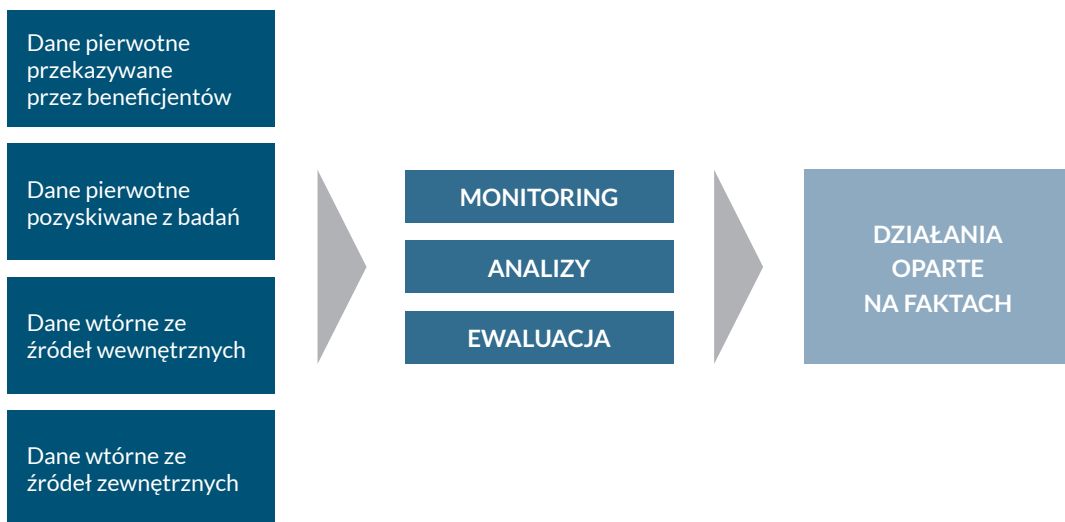 Dane pierwotne
przekazywane
przez beneficjentów
Dane pierwotne
pozyskiwane z badań
Dane wtórne ze
źródeł wewnętrznych
Dane wtórne ze
źródeł zewnętrznych
MONITORING
ANALIZY
EWALUACJA
DZIAŁANIA
OPARTE
NA FAKTACH